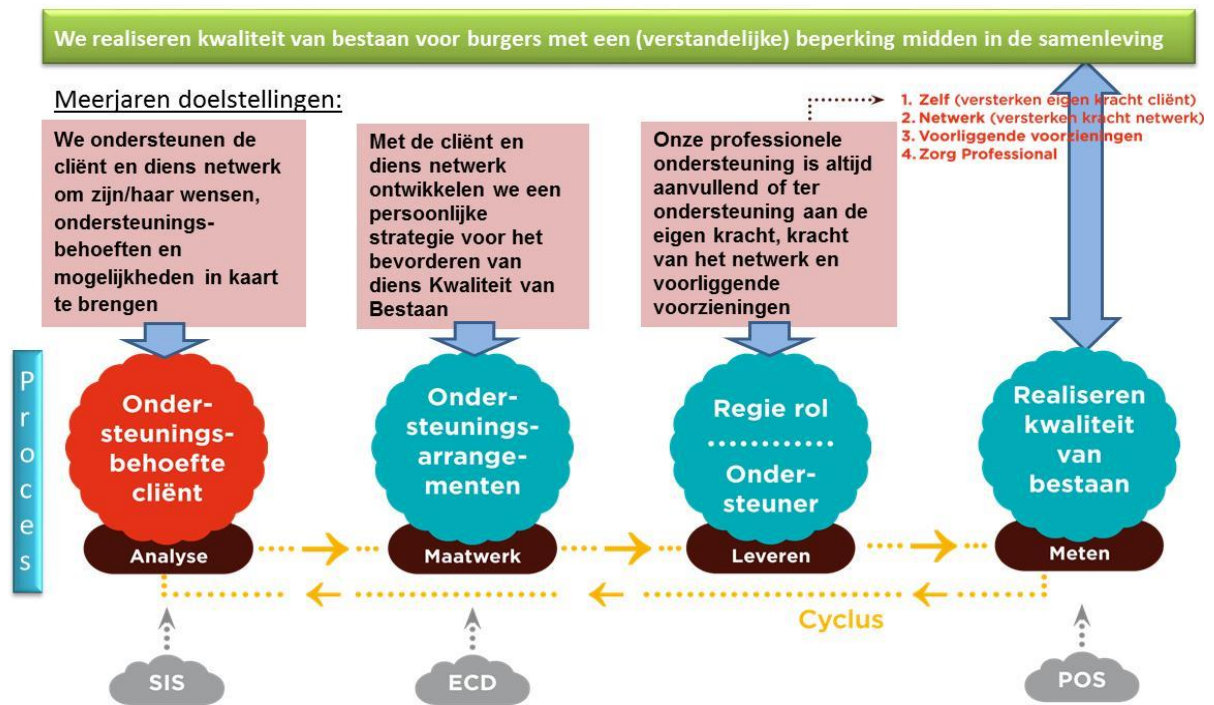 We realiseren kwaliteit van bestaan voor burgers met een (verstandelijke) beperking midden in de samenleving
Meerjaren doelstellingen:
We ondersteunen de
cliënt en diens netwerk
om zijn/haar wensen,
ondersteunings-
behoeften en
mogelijkheden in kaart
te brengen
Met de cliënt en
diens netwerk
ontwikkelen we een
persoonlijke
strategie voor het
bevorderen van
diens Kwaliteit van
Bestaan
Onze professionele
ondersteuning is altijd
aanvullend of ter
ondersteuning aan de
eigen kracht, kracht
van het netwerk en
voorliggende
voorzieningen
1. Zelf (versterken eigen kracht cliënt)
2. Netwerk (versterken kracht netwerk)
3. Voorliggende voorzieningen
4. Zorg Professional
Proces
Onder-
steunings-
behoefte
cliënt
Analyse
Onder-
steunings-
arrange-
menten
Maatwerk
Regie rol
Onder-
steuner
Leveren
Realiseren
kwaliteit
van
bestaan
Meten
Cyclus
SIS
ECD
POS